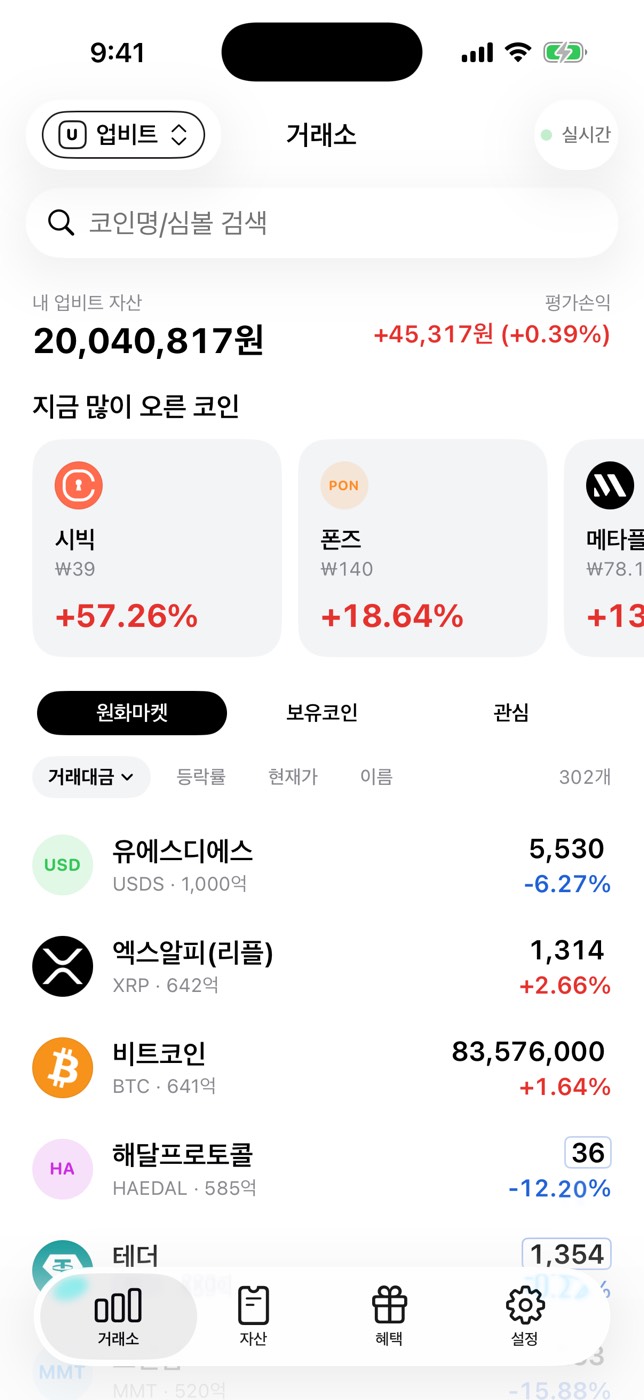 9:41
U 업비트
거래소
실시간
코인명/심볼 검색
내 업비트 자산
평가손익
20,040,817원
+45,317원 (+0.39%)
지금 많이 오른 코인
시빅
₩39
+57.26%
PON
폰즈
₩140
+18.64%
메타플
₩78.1
+13
원화마켓
보유코인
관심
거래대금
등락률
현재가
이름
302개
USD
유에스디에스
5,530
USDS · 1,000억
-6.27%
엑스알피(리플)
1,314
XRP · 642억
+2.66%
비트코인
83,576,000
BTC · 641억
+1.64%
HA
해달프로토콜
36
HAEDAL · 585억
-12.20%
테더
1,354
거래소
자산
혜택
설정
MMT
MMT · 520억
-15.88%